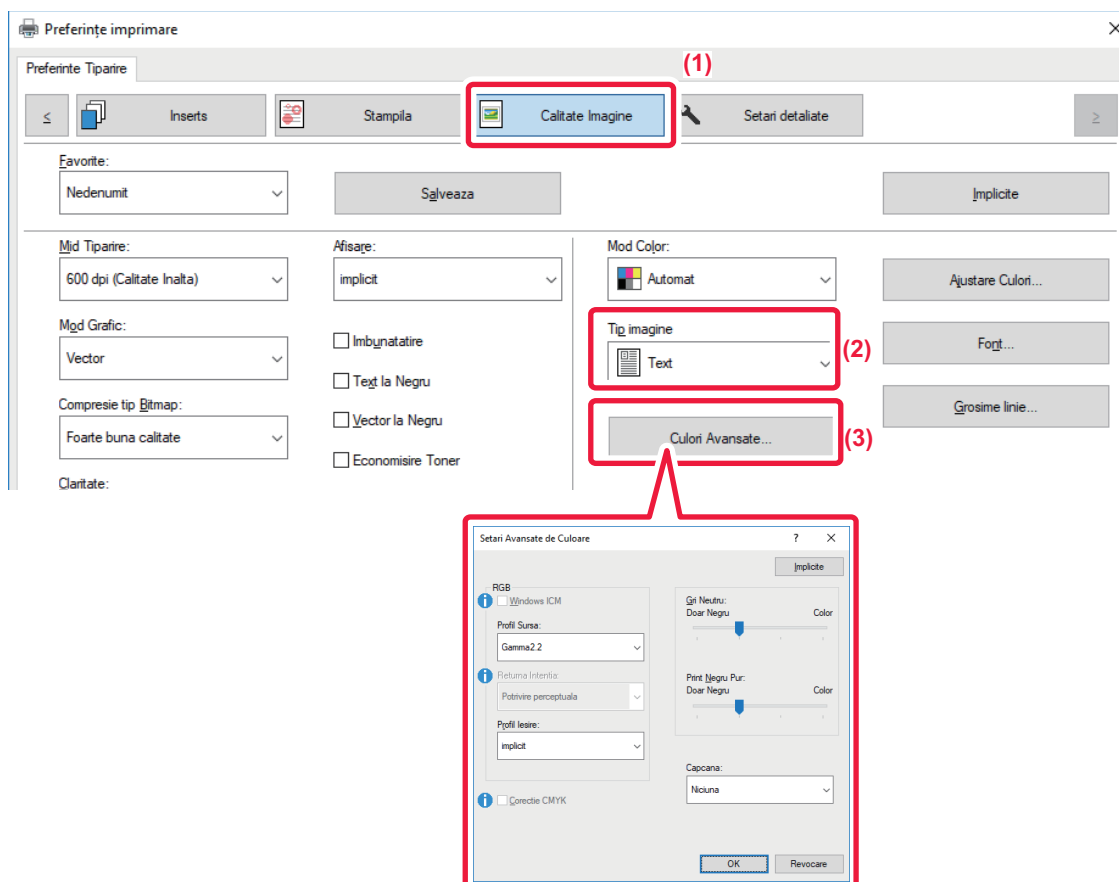 Preferințe imprimare
Preferinte Tiparire
(1)
<
Inserts
Stampila
Calitate Imagine
Setari detaliate
>
Favorite:
Nedenumit
Salveaza
Implicite
Mid Tiparire:
600 dpi (Calitate Inalta)
Afisare:
implicit
Mod Color:
Automat
Ajustare Culori...
Mod Grafic:
Vector
Imbunatatire
Tip imagine
Text
(2)
Font...
Text la Negru
Compresie tip Bitmap:
Foarte buna calitate
Vector la Negru
Culori Avansate...
(3)
Grosime linie...
Economisire Toner
Claritate:
Setari Avansate de Culoare
?
Implicite
RGB
Windows ICM
Profil Sursa:
Gamma2.2
Returna Intentia:
Potrivire perceptuala
Profil Iesire:
implicit
Corectie CMYK
Gri Neutru:
Doar Negru Color
Print Negru Pur:
Doar Negru Color
Capcana:
Niciuna
OK
Revocare